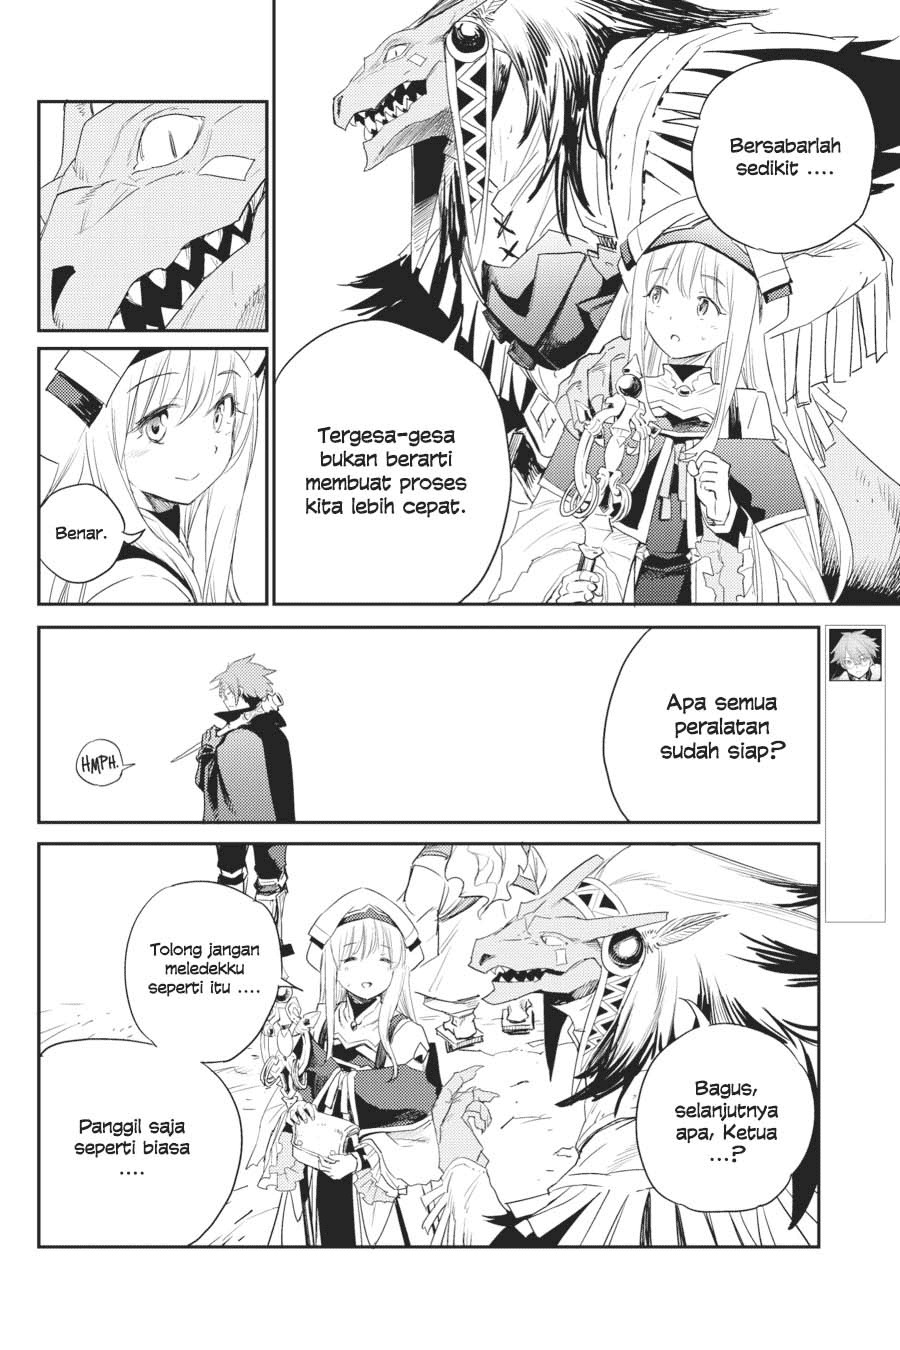 Bersabarlah
sedikit ....
Tergesa-gesa
bukan berarti
membuat proses
kita lebih cepat.
Benar.
Apa semua
peralatan
sudah siap?
HMPH.
Bagus,
selanjutnya
apa, Ketua
...?
Tolong jangan
meledekku
seperti itu ....
Panggil saja
seperti biasa
....